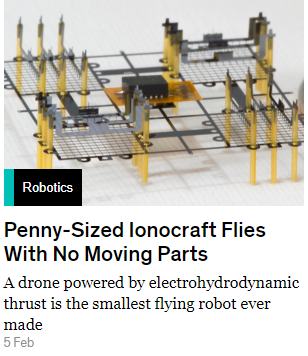 Robotics
Penny-Sized Ionocraft Flies
With No Moving Parts
A drone powered by electrohydrodynamic
thrust is the smallest flying robot ever
made
5 Feb